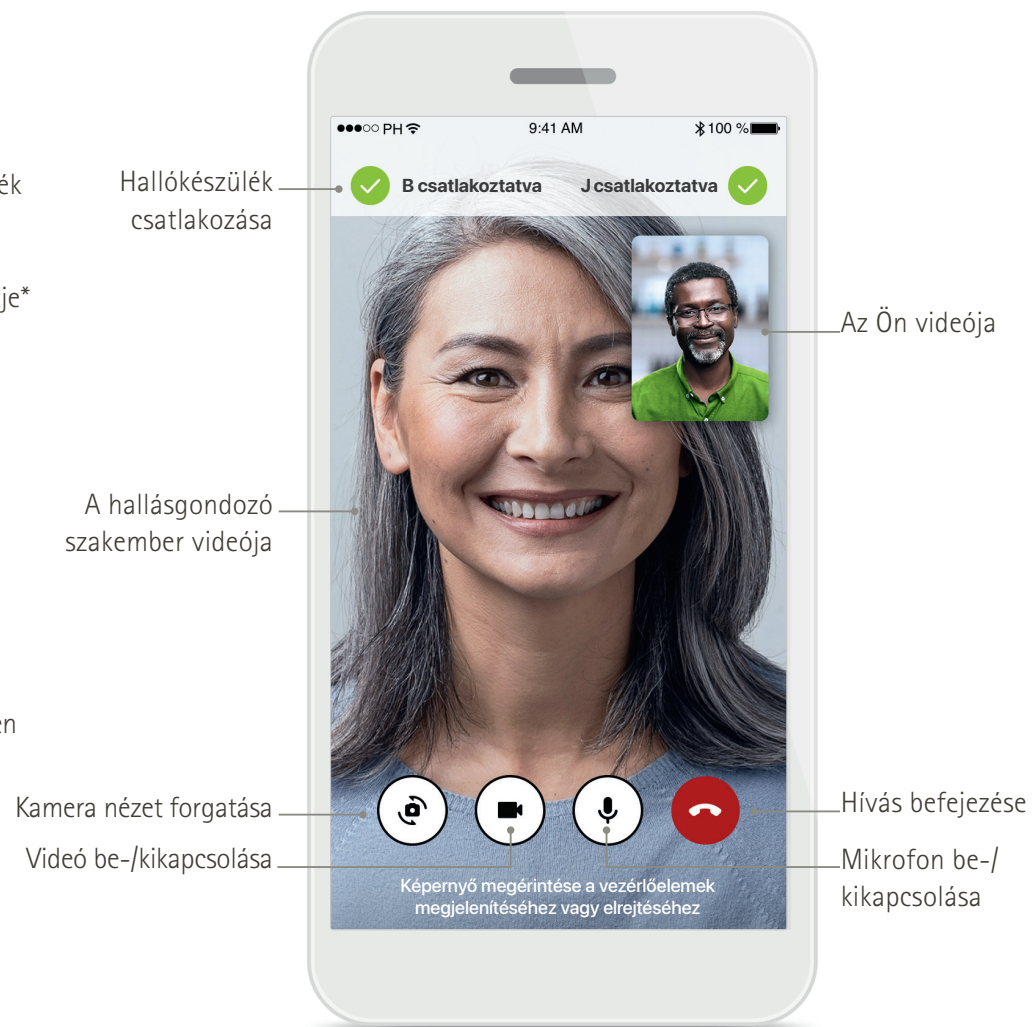 PH 9:41 AM 100 %
B csatlakoztatva J csatlakoztatva
Hallókészülék
csatlakozása
Az Ön videója
A hallásgondozó
szakember videója
Kamera nézet forgatása
Videó be-/kikapcsolása
Hívás befejezése
Mikrofon be-/
kikapcsolása
Képernyő megérintése a vezérlőelemek
megjelenítéséhez vagy elrejtéséhez
ék
je*
en